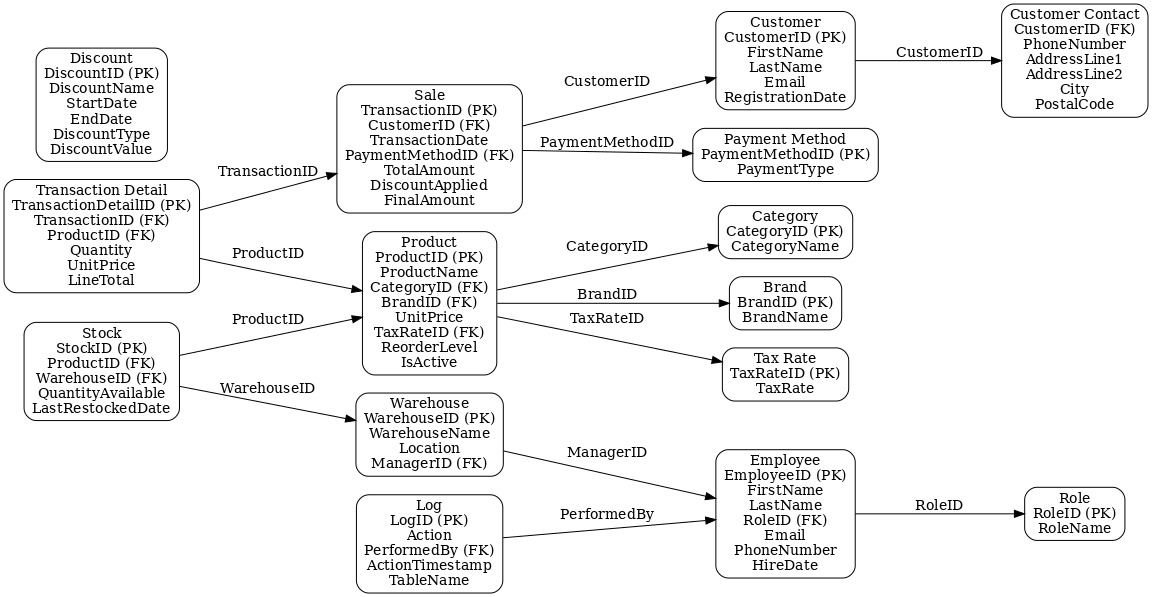 Discount
DiscountID (PK)
DiscountName
StartDate
EndDate
DiscountType
DiscountValue
Transaction Detail
TransactionDetailID (PK)
TransactionID (FK)
ProductID (FK)
Quantity
UnitPrice
LineTotal
Stock
StockID (PK)
ProductID (FK)
WarehouseID (FK)
QuantityAvailable
LastRestockedDate
TransactionID
ProductID
ProductID
WarehouseID
Sale
TransactionID (PK)
CustomerID (FK)
TransactionDate
PaymentMethodID (FK)
TotalAmount
DiscountApplied
FinalAmount
Product
ProductID (PK)
ProductName
CategoryID (FK)
BrandID (FK)
UnitPrice
TaxRateID (FK)
ReorderLevel
IsActive
Warehouse
WarehouseID (PK)
WarehouseName
Location
ManagerID (FK)
Log
LogID (PK)
Action
PerformedBy (FK)
ActionTimestamp
TableName
CustomerID
PaymentMethodID
CategoryID
BrandID
TaxRateID
ManagerID
PerformedBy
Customer
CustomerID (PK)
FirstName
LastName
Email
RegistrationDate
Payment Method
PaymentMethodID (PK)
PaymentType
Category
CategoryID (PK)
CategoryName
Brand
BrandID (PK)
BrandName
Tax Rate
TaxRateID (PK)
TaxRate
Employee
EmployeeID (PK)
FirstName
LastName
RoleID (FK)
Email
PhoneNumber
HireDate
CustomerID
RoleID
Customer Contact
CustomerID (FK)
PhoneNumber
AddressLine1
AddressLine2
City
PostalCode
Role
RoleID (PK)
RoleName